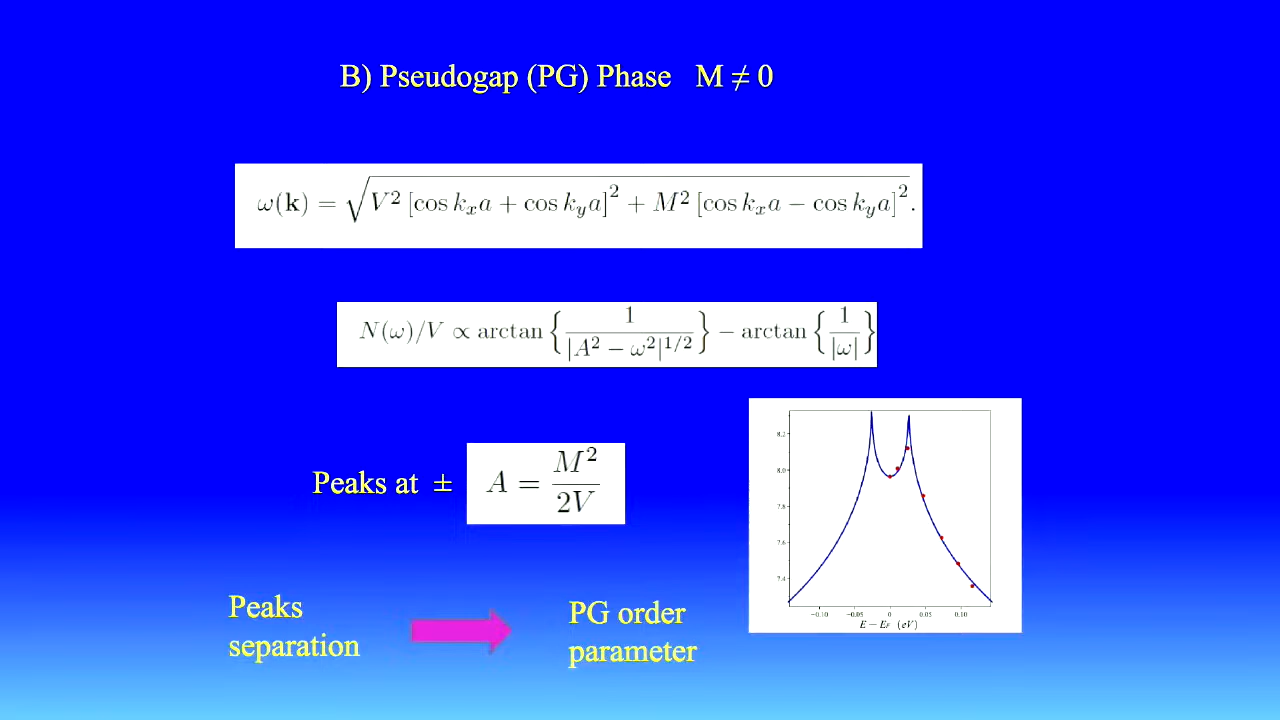 B) Pseudogap (PG) Phase M ≠ 0
ω(k) = √(V² [cos kₓa + cos k_y a]² + M² [cos kₓa − cos k_y a]²).
N(ω)/V ∝ arctan { 1 / |A² − ω²|^1/2 } − arctan { 1 / |ω| }
Peaks at ± A = M² / 2V
8.2
8.0
7.8
7.6
7.4
−0.10 −0.05 0 0.05 0.10
E − E_F (eV)
Peaks
separation
PG order
parameter